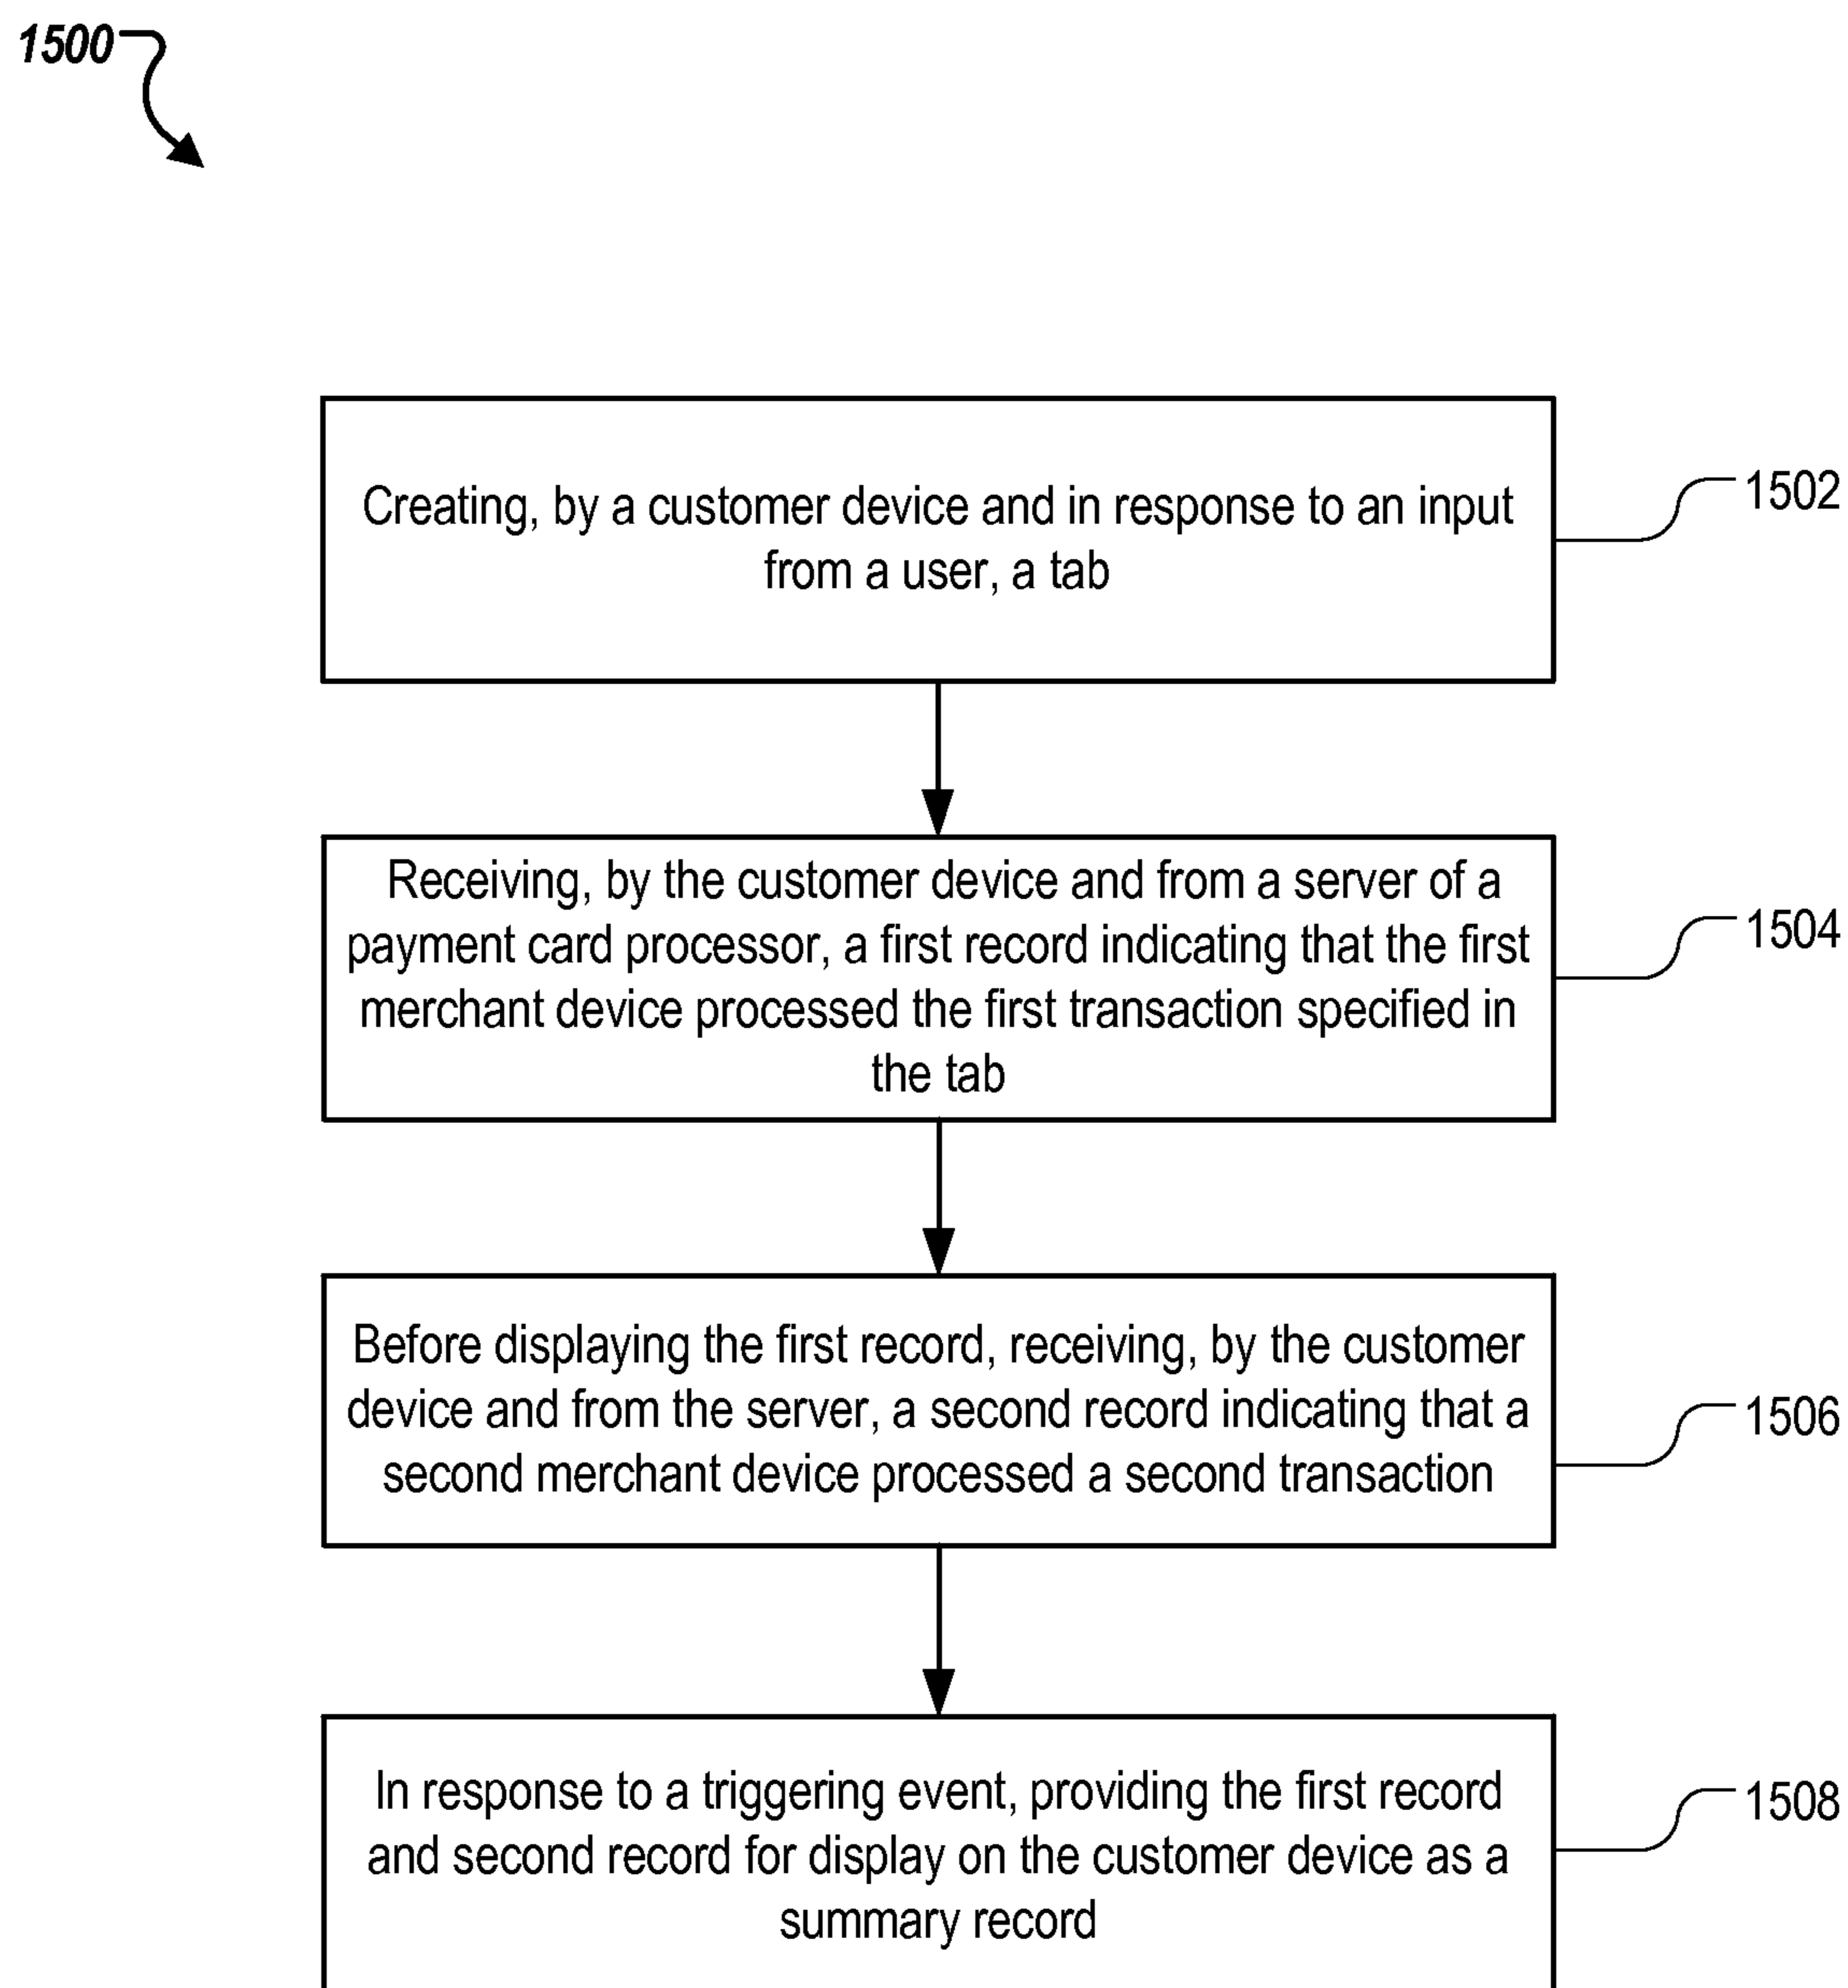 1500
Creating, by a customer device and in response to an input
from a user, a tab
1502
Receiving, by the customer device and from a server of a
payment card processor, a first record indicating that the first
merchant device processed the first transaction specified in
the tab
1504
Before displaying the first record, receiving, by the customer
device and from the server, a second record indicating that a
second merchant device processed a second transaction
1506
In response to a triggering event, providing the first record
and second record for display on the customer device as a
summary record
1508